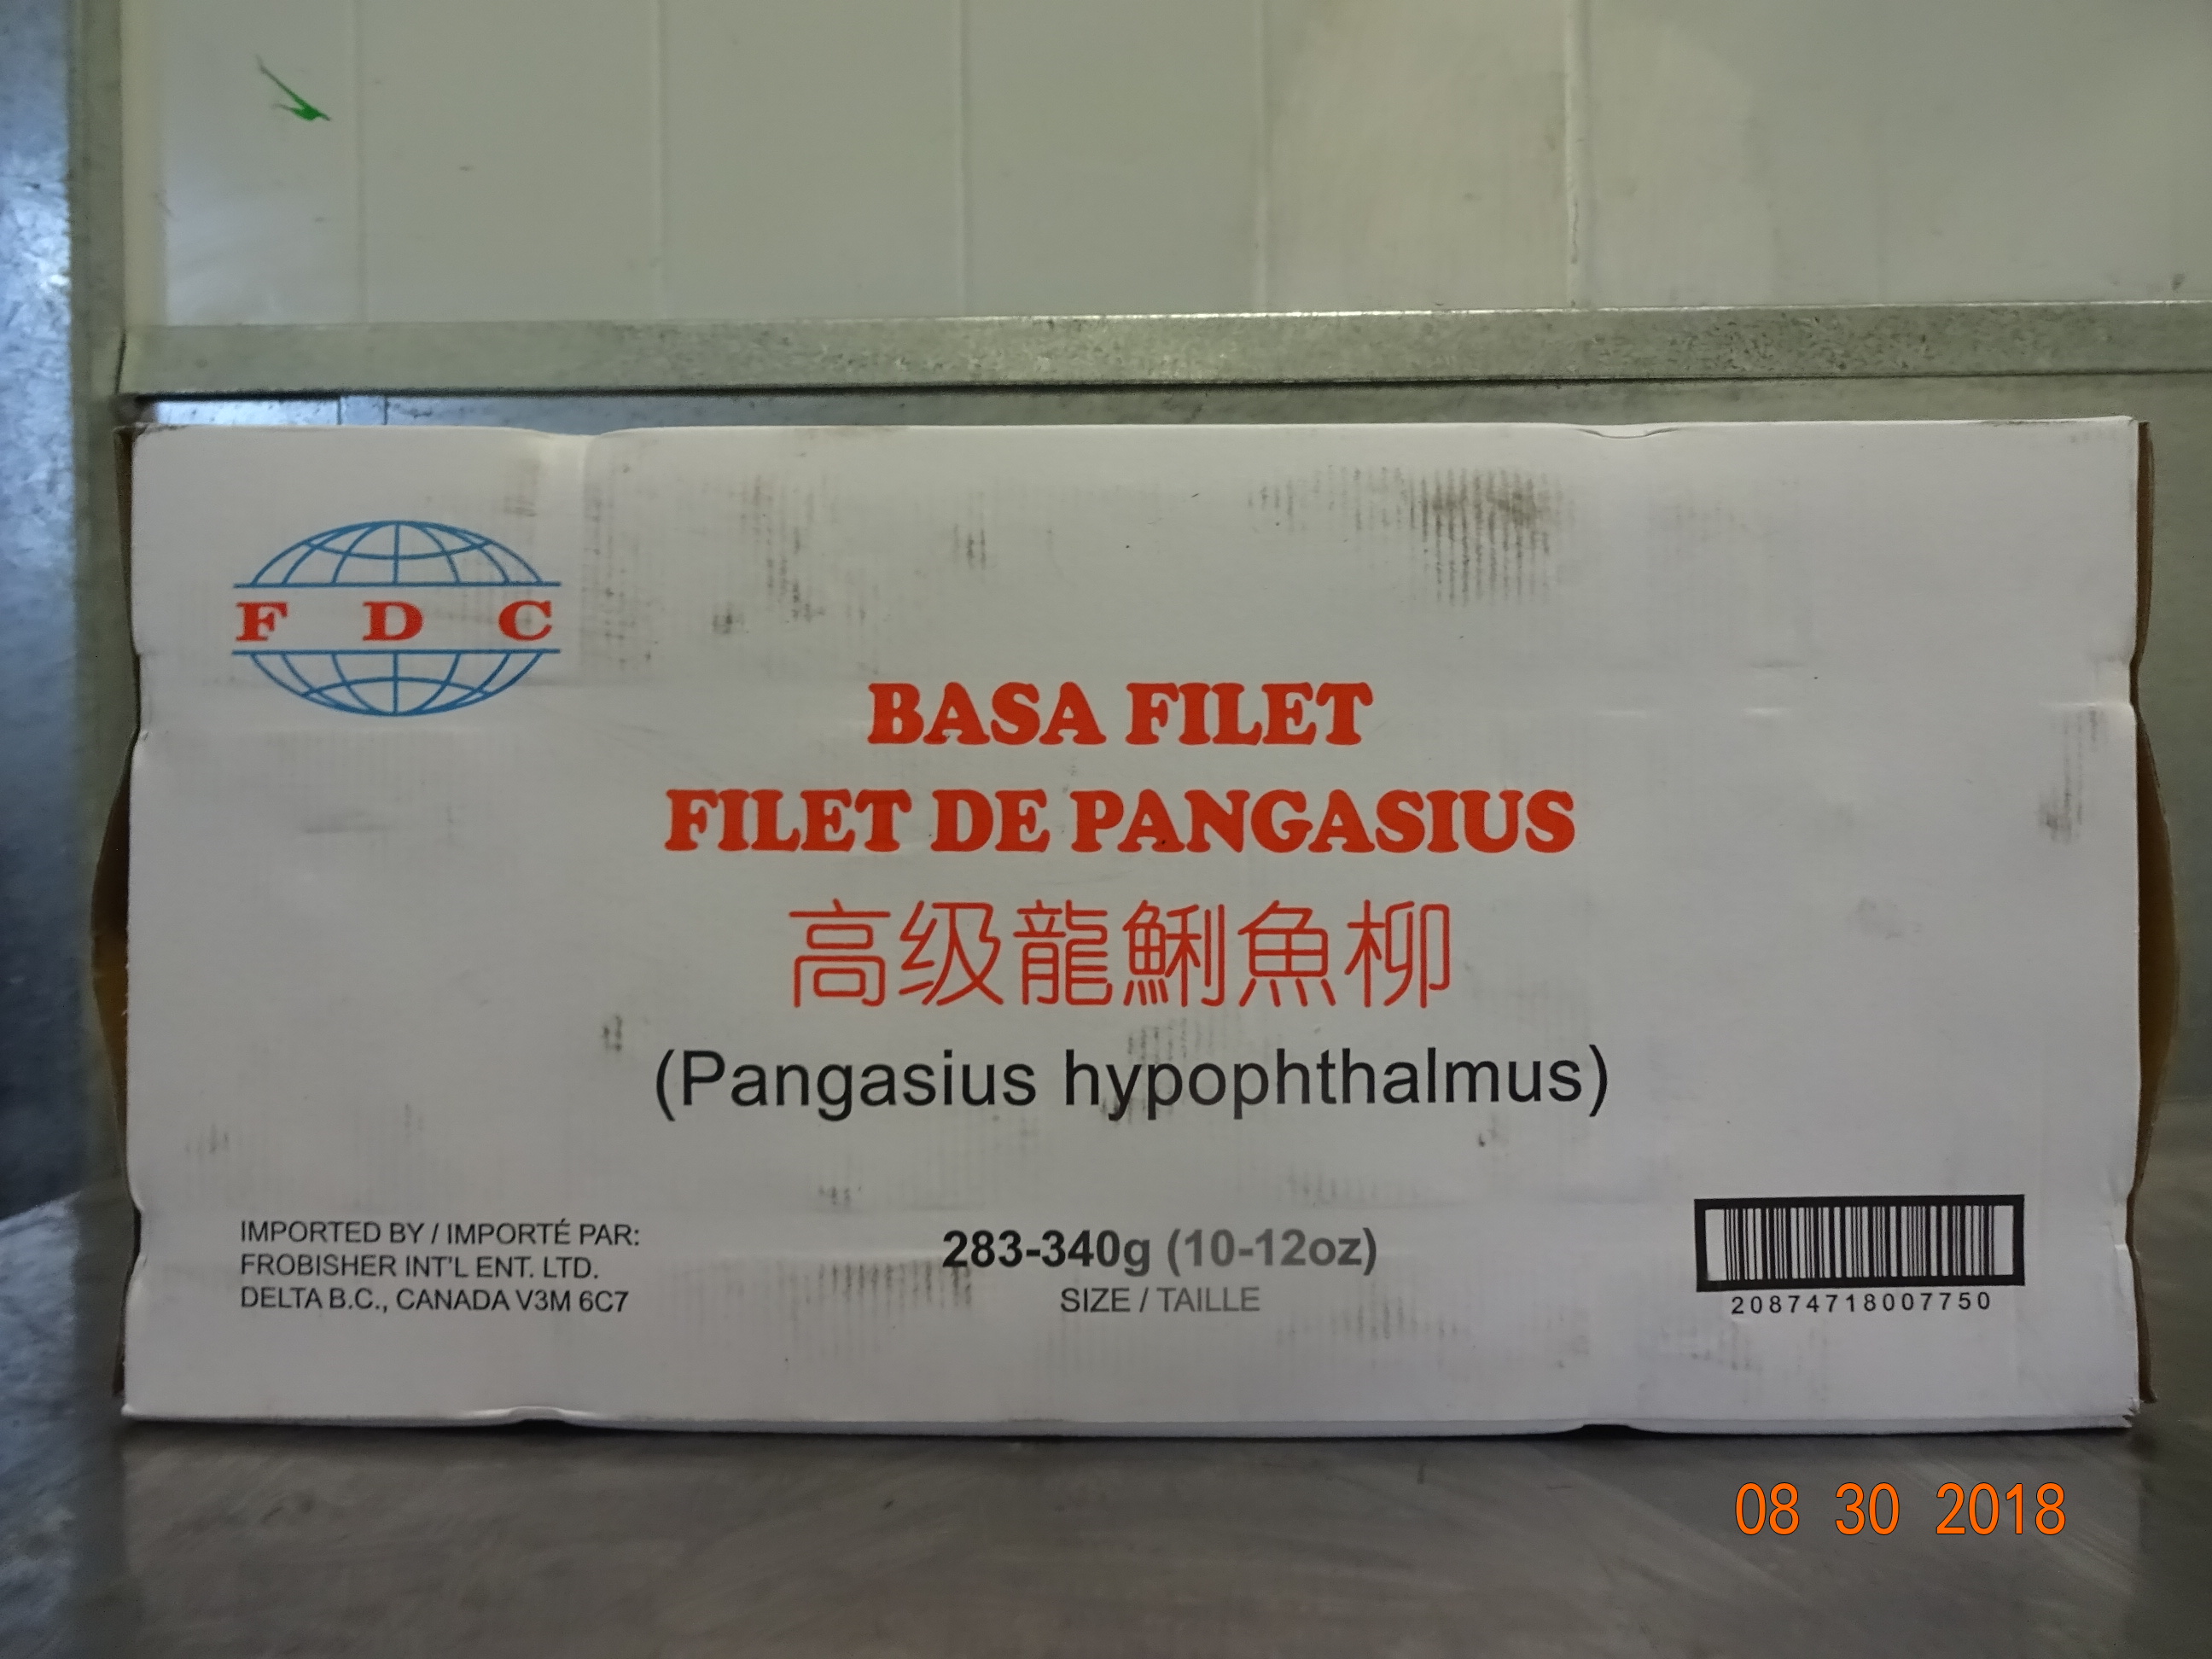 F D C
BASA FILET
FILET DE PANGASIUS
高级龍鯏魚柳
(Pangasius hypophthalmus)
IMPORTED BY / IMPORTÉ PAR:
FROBISHER INT'L ENT. LTD.
DELTA B.C., CANADA V3M 6C7
283-340g (10-12oz)
SIZE / TAILLE
20874718007750
08 30 2018